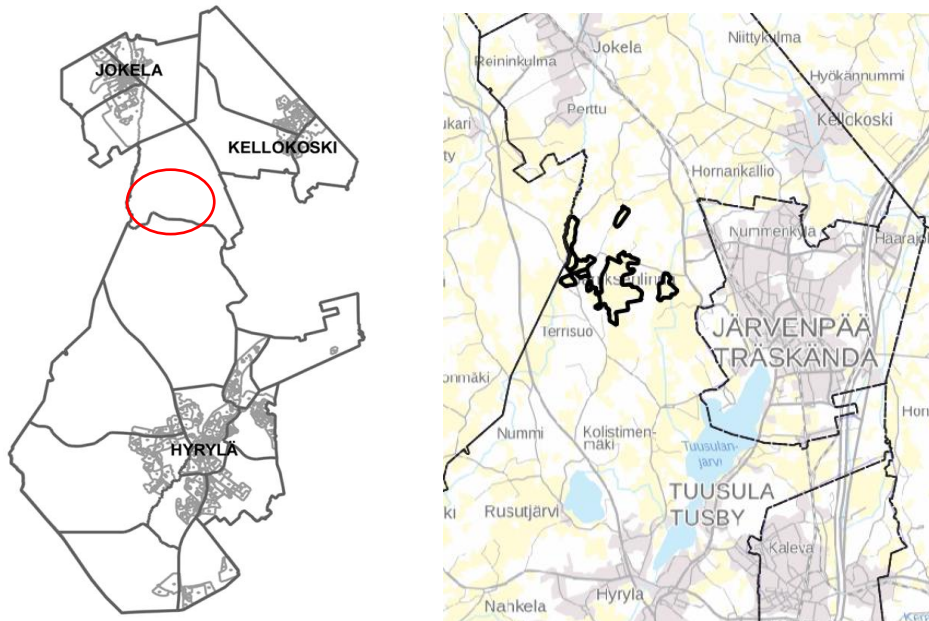 JOKELA
KELLOKOSKI
HYRYLÄ
Jokela
Niittykulma
Reininkulma
Hyökännummi
Perttu
Kellokoski
Hornankallio
Nummenkylä
Terrisuo
JÄRVENPÄÄ
TRÄSKÄNDA
Nummi
Kolistimen-
mäki
Tuusulan-
järvi
Rusutjärvi
TUUSULA
TUSBY
Kaleva
Hyrylä
Nahkela